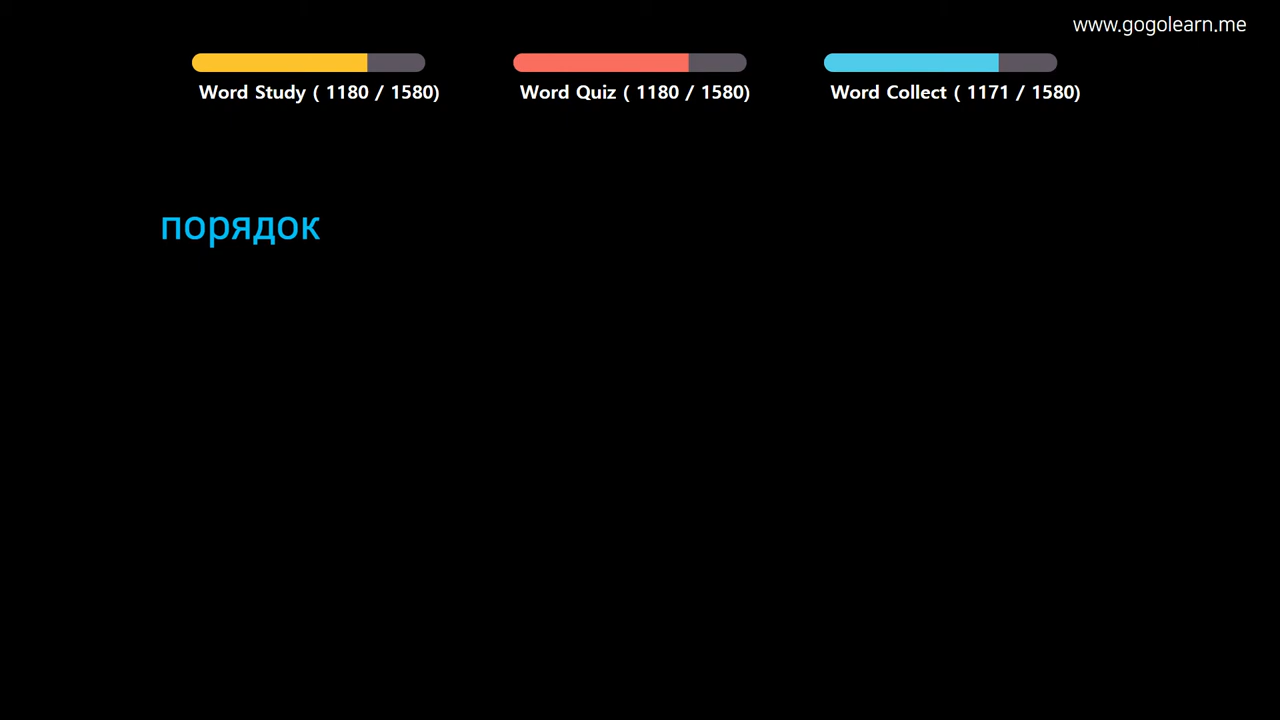 www.gogolearn.me
Word Study ( 1180 / 1580)
Word Quiz ( 1180 / 1580)
Word Collect ( 1171 / 1580)
порядок